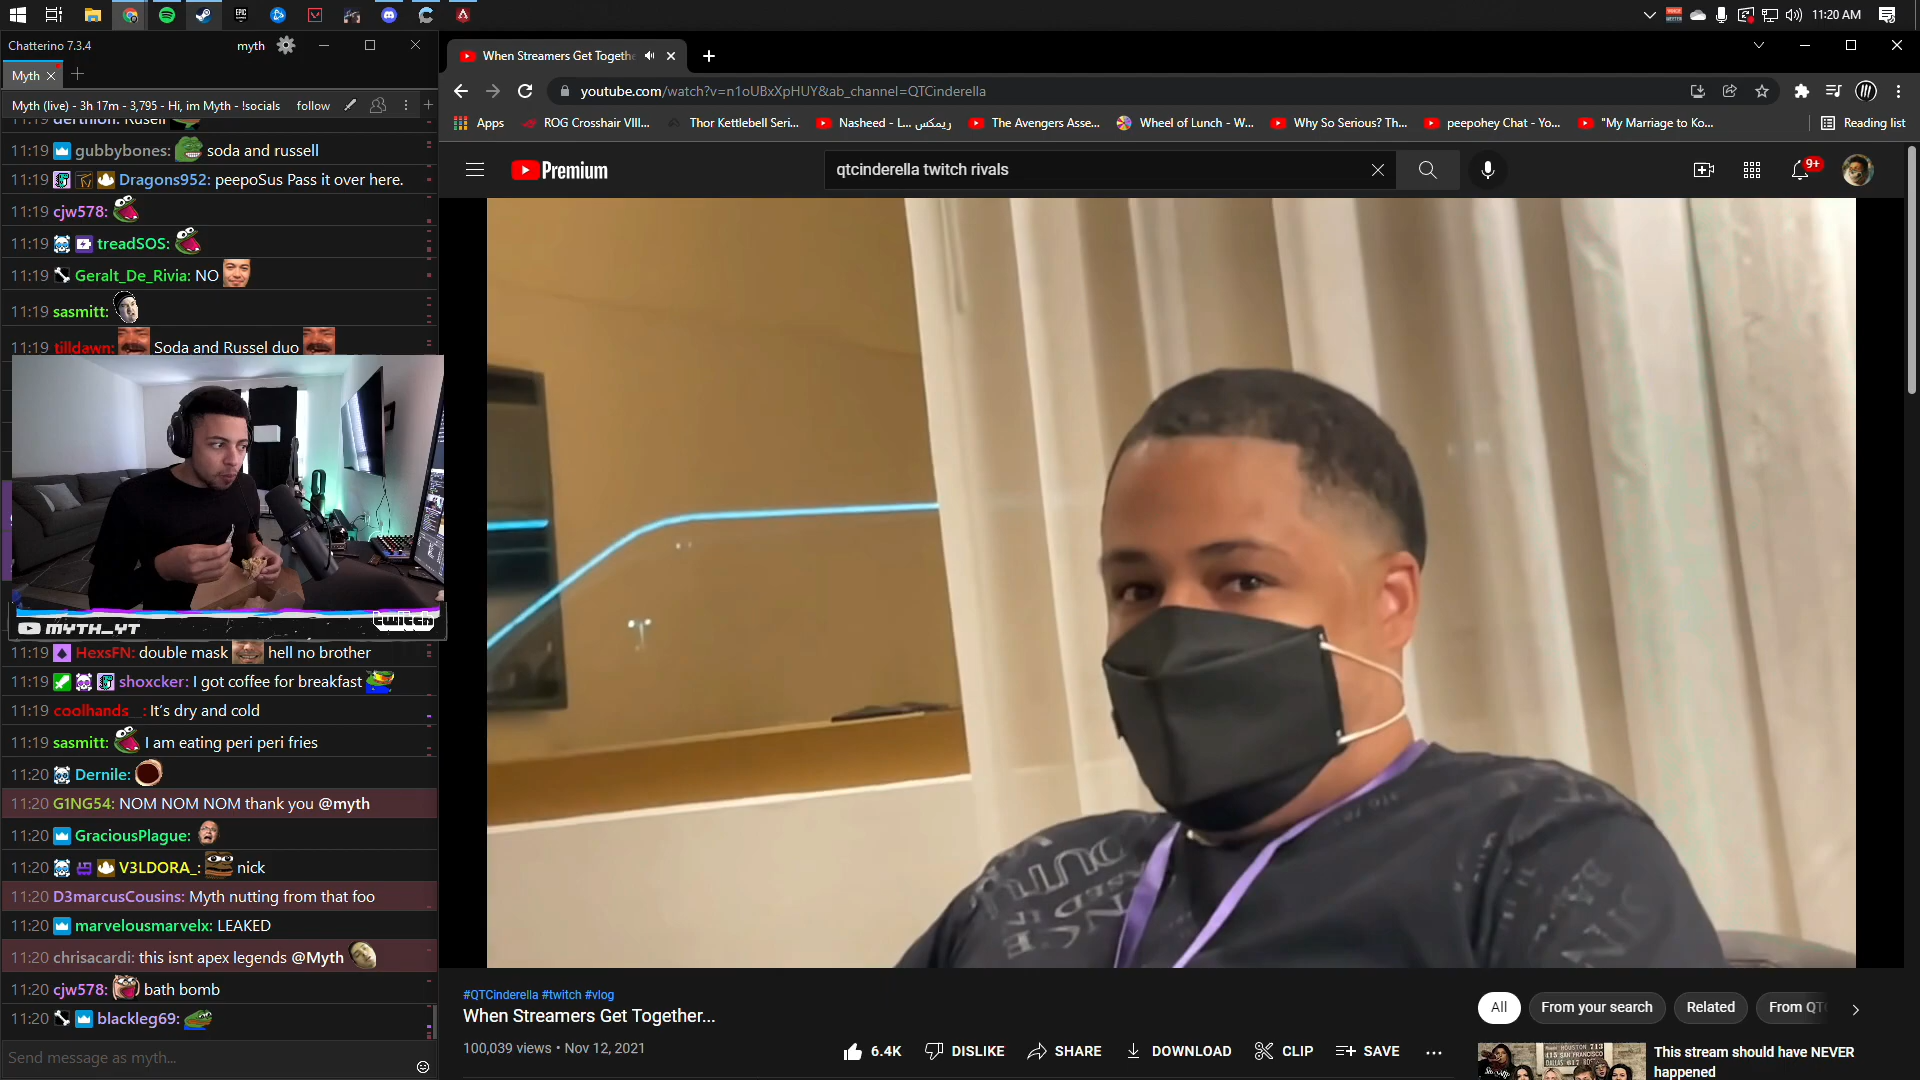 11:20 AM
Chatterino 7.3.4
myth
Myth
Myth (live) - 3h 17m - 3,795 - Hi, im Myth - !socials
follow
11:19 derthion: Rusell
11:19 gubbybones: soda and russell
11:19 Dragons952: peepoSus Pass it over here.
11:19 cjw578:
11:19 treadSOS:
11:19 Geralt_De_Rivia: NO
11:19 sasmitt:
11:19 tilldawn: Soda and Russel duo
MYTH_YT
twitch
11:19 HexsFN: double mask hell no brother
11:19 shoxcker: I got coffee for breakfast
11:19 coolhands__: It's dry and cold
11:19 sasmitt: I am eating peri peri fries
11:20 Dernile:
11:20 G1NG54: NOM NOM NOM thank you @myth
11:20 GraciousPlague:
11:20 V3LDORA_: nick
11:20 D3marcusCousins: Myth nutting from that foo
11:20 marvelousmarvelx: LEAKED
11:20 chrisacardi: this isnt apex legends @Myth
11:20 cjw578: bath bomb
11:20 blackleg69:
Send message as myth...
When Streamers Get Togethe
youtube.com/watch?v=n1oUBxXpHUY&ab_channel=QTCinderella
Apps
ROG Crosshair VIII...
Thor Kettlebell Seri...
Nasheed - L... ريمكس
The Avengers Asse...
Wheel of Lunch - W...
Why So Serious? Th...
peepohey Chat - Yo...
"My Marriage to Ko...
Reading list
Premium
qtcinderella twitch rivals
9+
#QTCinderella #twitch #vlog
When Streamers Get Together...
100,039 views • Nov 12, 2021
6.4K
DISLIKE
SHARE
DOWNLOAD
CLIP
SAVE
All
From your search
Related
From QTC
This stream should have NEVER
happened